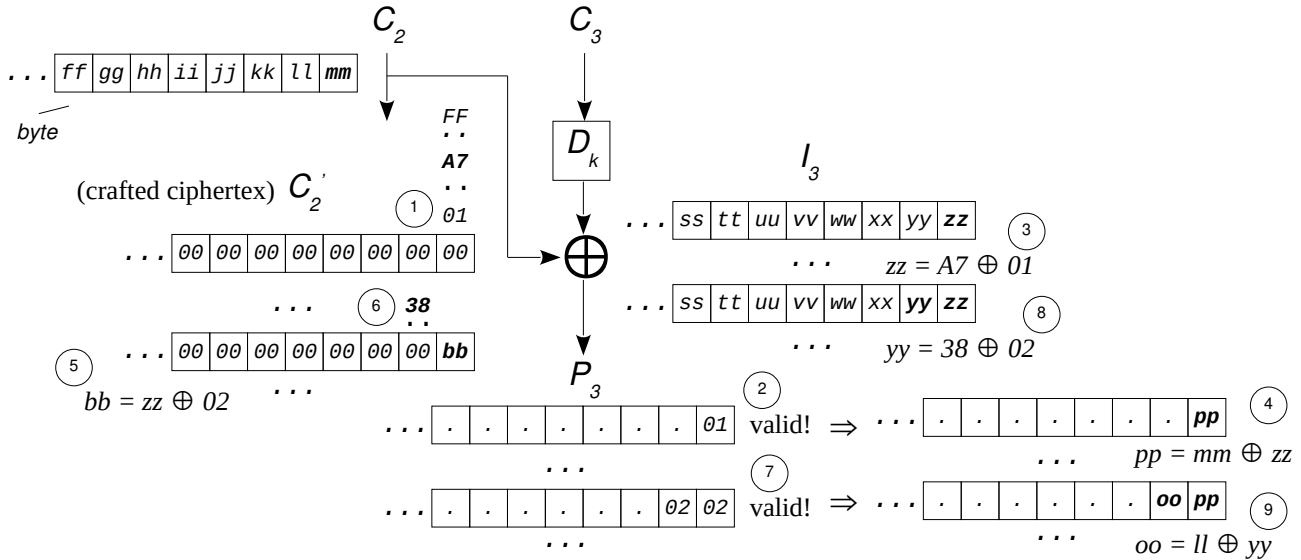 C2 C3
... ff gg hh ii jj kk ll mm
byte
FF
..
A7
..
01
Dk
I3
(crafted ciphertex) C2'
1
... ss tt uu vv ww xx yy zz
3
... 00 00 00 00 00 00 00 00
...
zz = A7 ⊕ 01
... ss tt uu vv ww xx yy zz
8
...
6
38
..
...
yy = 38 ⊕ 02
... 00 00 00 00 00 00 00 bb
5
bb = zz ⊕ 02
...
P3
2
4
... . . . . . . . 01 valid! ⇒ ... . . . . . . . pp
...
...
pp = mm ⊕ zz
7
9
... . . . . . . 02 02 valid! ⇒ ... . . . . . . oo pp
...
...
oo = ll ⊕ yy